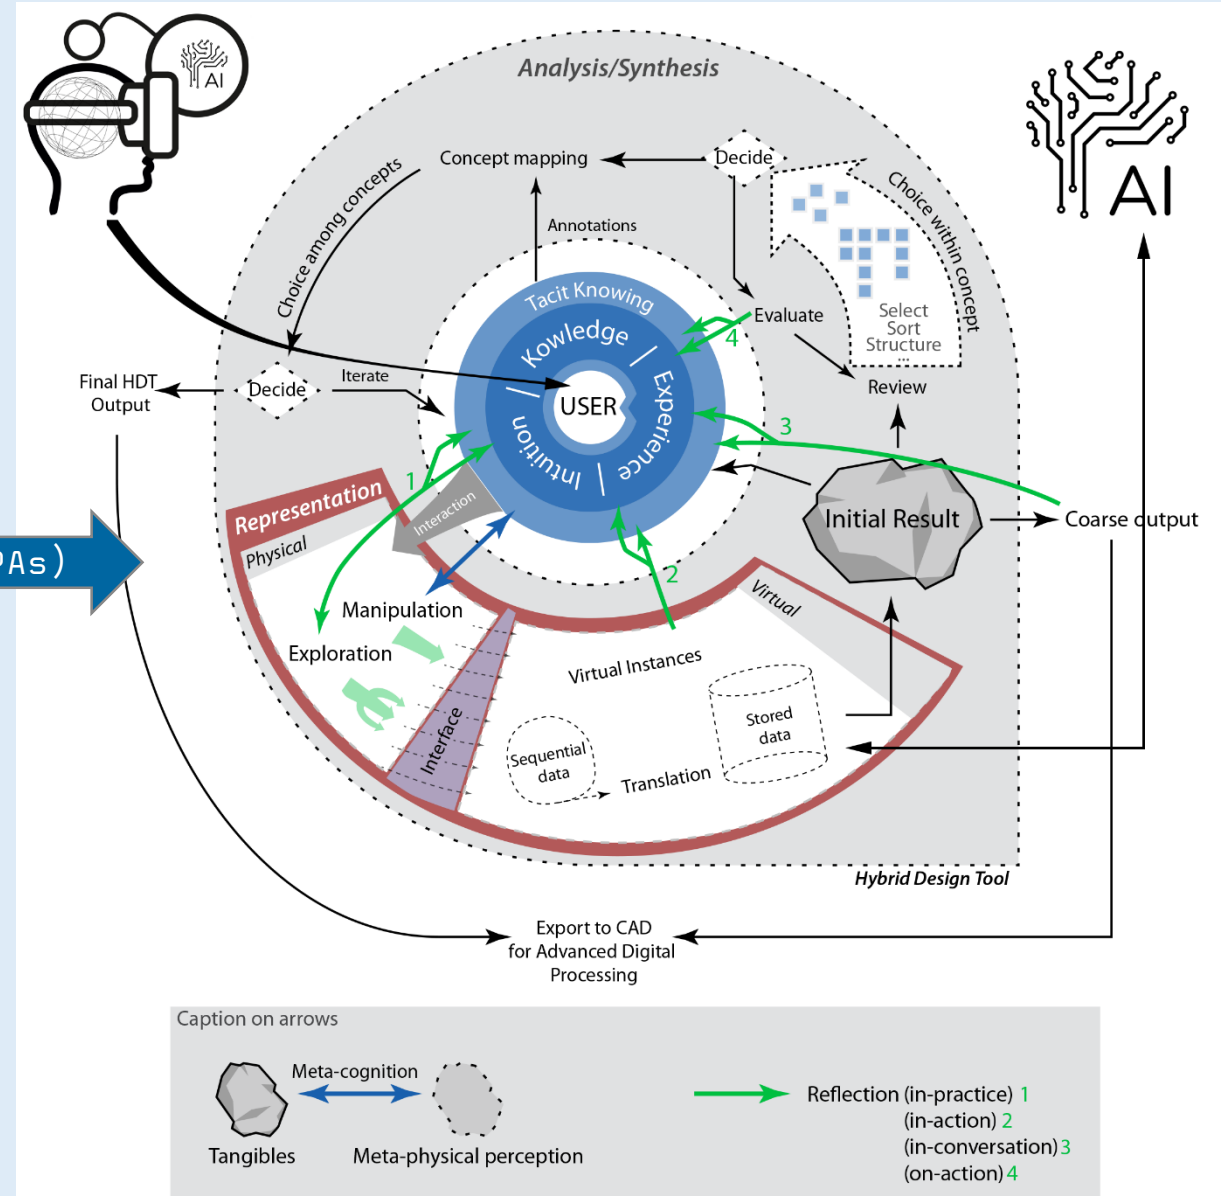 AI
Analysis/Synthesis
AI
Concept mapping
Decide
Choice among concepts
Annotations
Choice within concept
Select
Sort
Structure
...
Tacit Knowing
Kowledge
Experience
Intuition
USER
Evaluate
4
Review
Final HDT
Output
Decide
Iterate
3
1
Interaction
Initial Result
Coarse output
Representation
Physical
PAs)
2
Virtual
Manipulation
Exploration
Virtual Instances
Interface
Sequential
data
Stored
data
Translation
Hybrid Design Tool
Export to CAD
for Advanced Digital
Processing
Caption on arrows
Meta-cognition
Tangibles
Meta-physical perception
Reflection (in-practice) 1
(in-action) 2
(in-conversation) 3
(on-action) 4